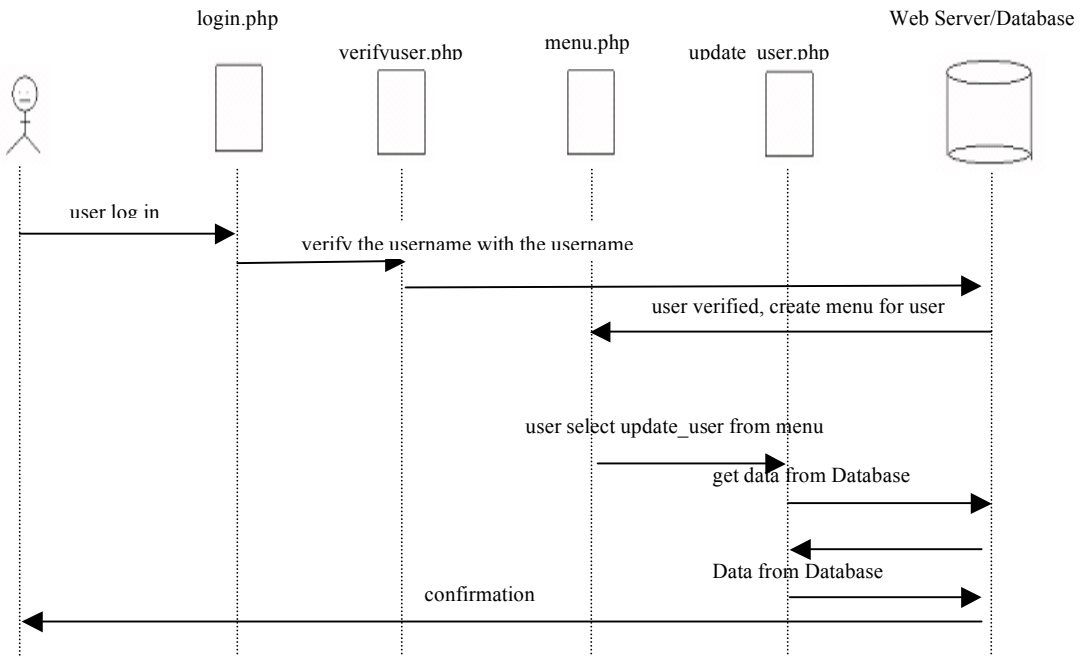 login.php
Web Server/Database
verifyuser.php
menu.php
update_user.php
user log in
verify the username with the username
user verified, create menu for user
user select update_user from menu
get data from Database
Data from Database
confirmation